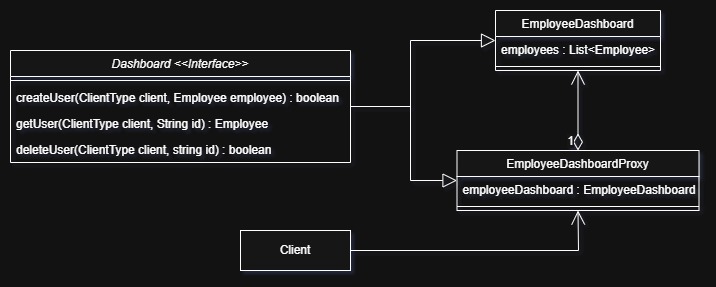 EmployeeDashboard
employees : List<Employee>
Dashboard <<Interface>>
createUser(ClientType client, Employee employee) : boolean
getUser(ClientType client, String id) : Employee
deleteUser(ClientType client, string id) : boolean
1
EmployeeDashboardProxy
employeeDashboard : EmployeeDashboard
Client